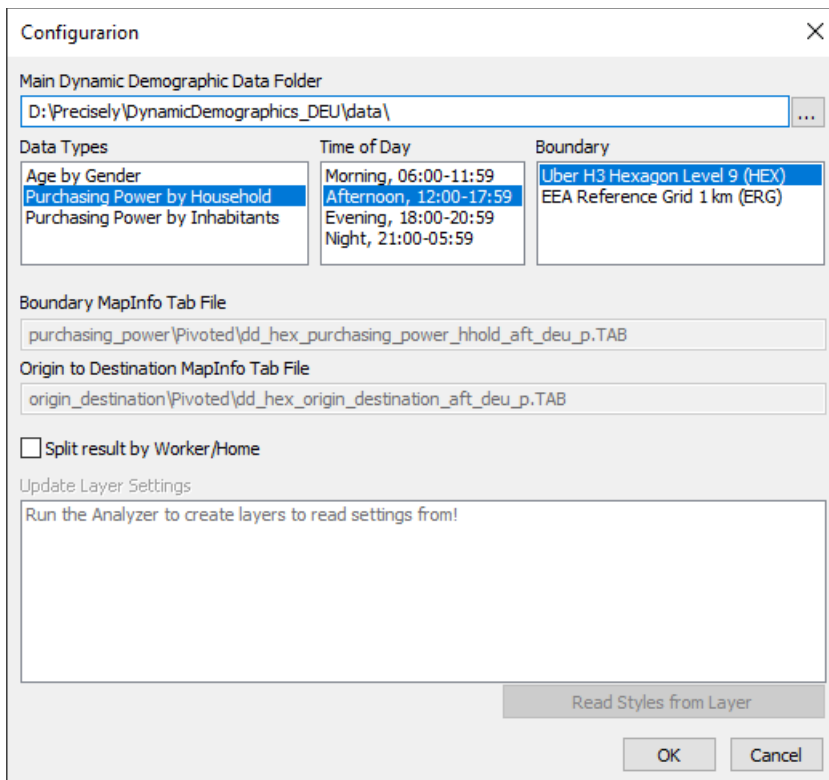 Configurarion
Main Dynamic Demographic Data Folder
D:\Precisely\DynamicDemographics_DEU\data\
...
Data Types
Age by Gender
Purchasing Power by Household
Purchasing Power by Inhabitants
Time of Day
Morning, 06:00-11:59
Afternoon, 12:00-17:59
Evening, 18:00-20:59
Night, 21:00-05:59
Boundary
Uber H3 Hexagon Level 9 (HEX)
EEA Reference Grid 1 km (ERG)
Boundary MapInfo Tab File
purchasing_power\Pivoted\dd_hex_purchasing_power_hhold_aft_deu_p.TAB
Origin to Destination MapInfo Tab File
origin_destination\Pivoted\dd_hex_origin_destination_aft_deu_p.TAB
Split result by Worker/Home
Update Layer Settings
Run the Analyzer to create layers to read settings from!
Read Styles from Layer
OK
Cancel